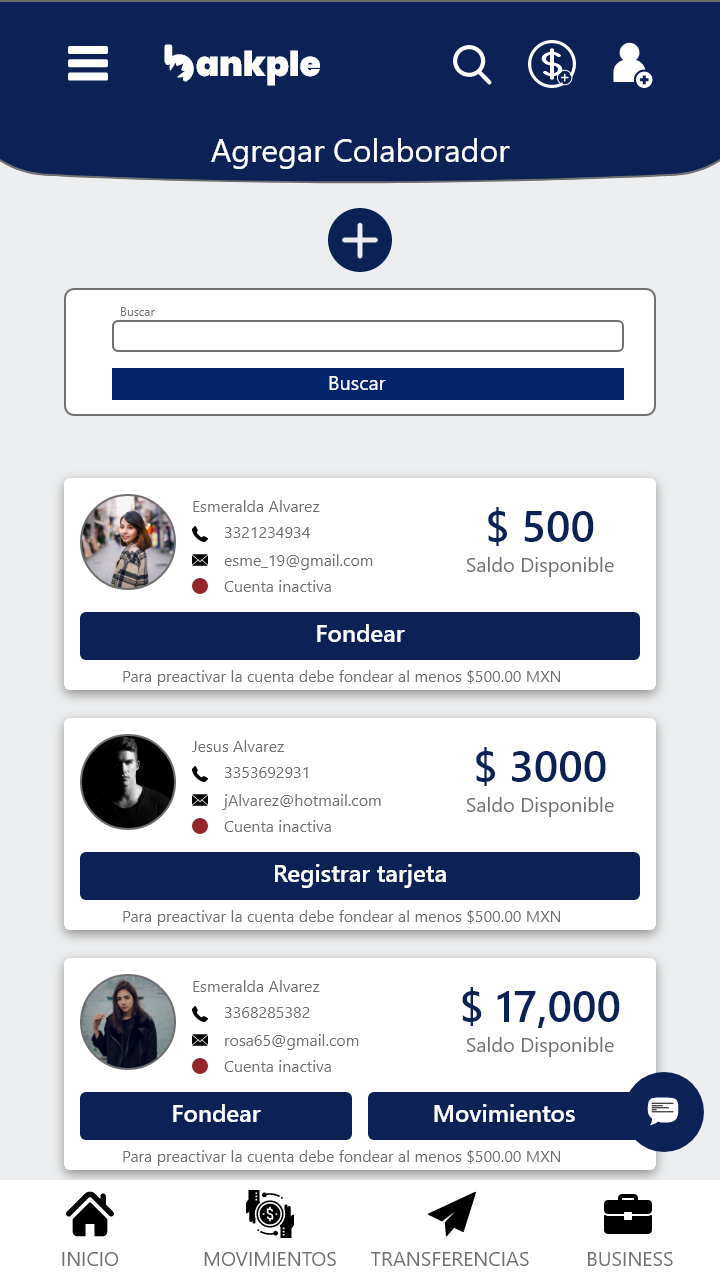 bankple
Agregar Colaborador
Buscar
Buscar
Esmeralda Alvarez
3321234934
esme_19@gmail.com
Cuenta inactiva
$ 500
Saldo Disponible
Fondear
Para preactivar la cuenta debe fondear al menos $500.00 MXN
Jesus Alvarez
3353692931
jAlvarez@hotmail.com
Cuenta inactiva
$ 3000
Saldo Disponible
Registrar tarjeta
Para preactivar la cuenta debe fondear al menos $500.00 MXN
Esmeralda Alvarez
3368285382
rosa65@gmail.com
Cuenta inactiva
$ 17,000
Saldo Disponible
Fondear
Movimientos
Para preactivar la cuenta debe fondear al menos $500.00 MXN
INICIO
MOVIMIENTOS
TRANSFERENCIAS
BUSINESS